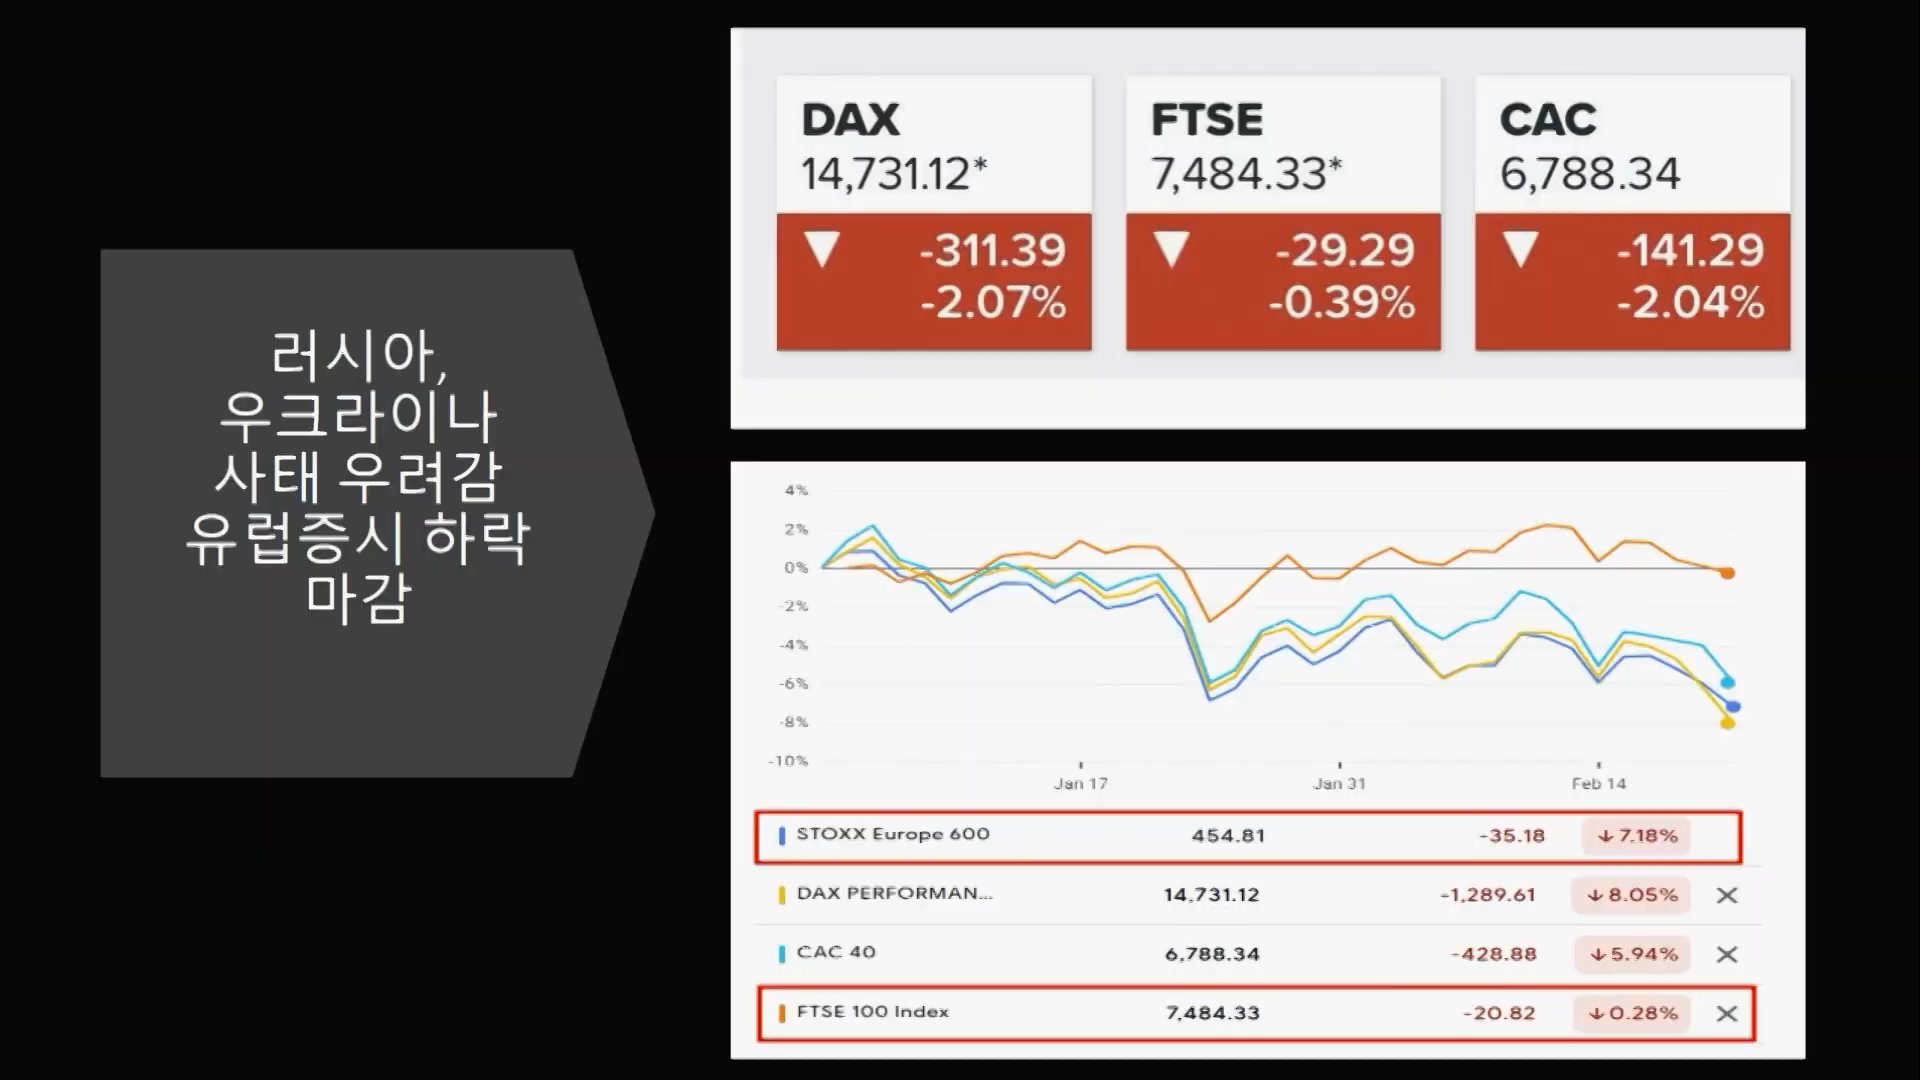 러시아,
우크라이나
사태 우려감
유럽증시 하락
마감
DAX
14,731.12*
-311.39
-2.07%
FTSE
7,484.33*
-29.29
-0.39%
CAC
6,788.34
-141.29
-2.04%
4%
2%
0%
-2%
-4%
-6%
-8%
-10%
Jan 17 Jan 31 Feb 14
STOXX Europe 600 454.81 -35.18 ↓7.18%
DAX PERFORMAN... 14,731.12 -1,289.61 ↓8.05%
CAC 40 6,788.34 -428.88 ↓5.94%
FTSE 100 Index 7,484.33 -20.82 ↓0.28%